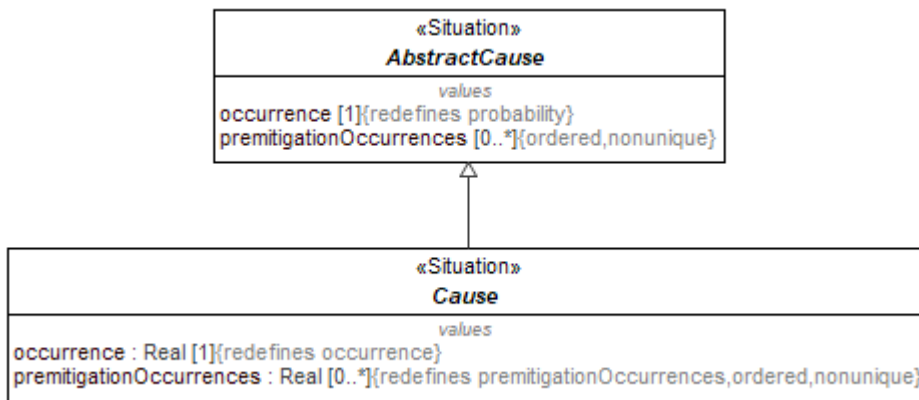 «Situation»
AbstractCause
values
occurrence [1]{redefines probability}
premitigationOccurrences [0..*]{ordered,nonunique}
«Situation»
Cause
values
occurrence : Real [1]{redefines occurrence}
premitigationOccurrences : Real [0..*]{redefines premitigationOccurrences,ordered,nonunique}